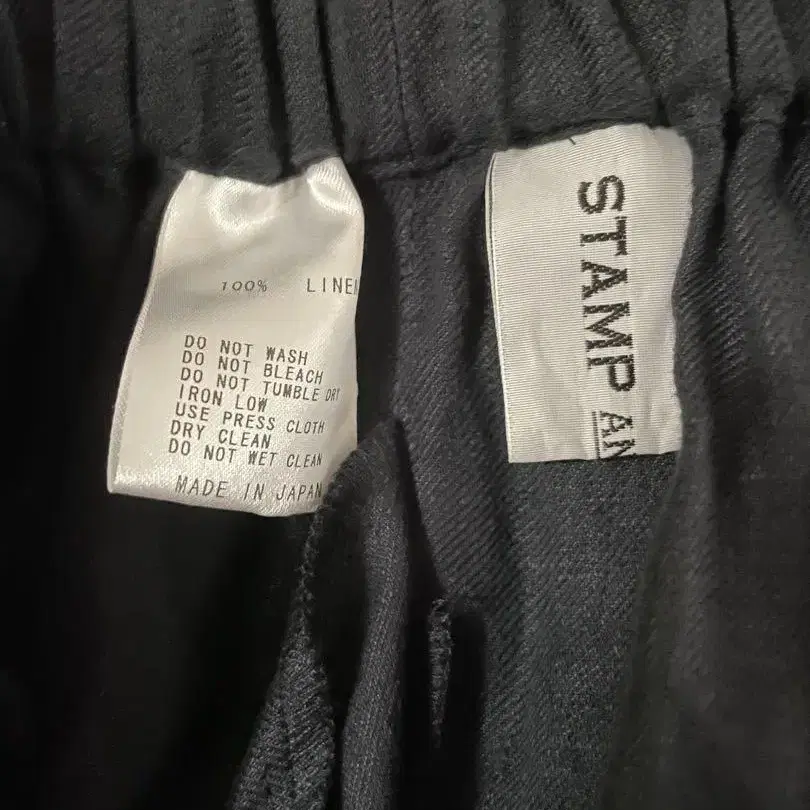 100% LINEN
DO NOT WASH
DO NOT BLEACH
DO NOT TUMBLE DRY
IRON LOW
USE PRESS CLOTH
DRY CLEAN
DO NOT WET CLEAN
MADE IN JAPAN
STAMP AN